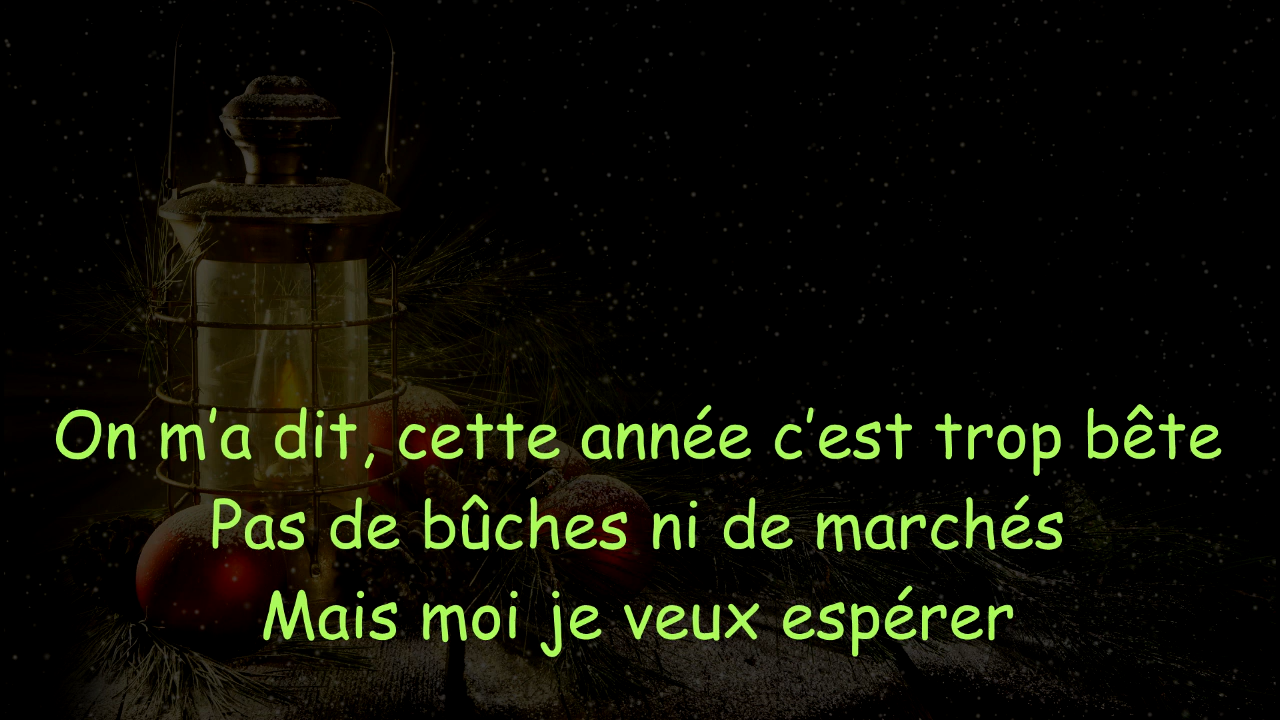 On m’a dit, cette année c’est trop bête
Pas de bûches ni de marchés
Mais moi je veux espérer